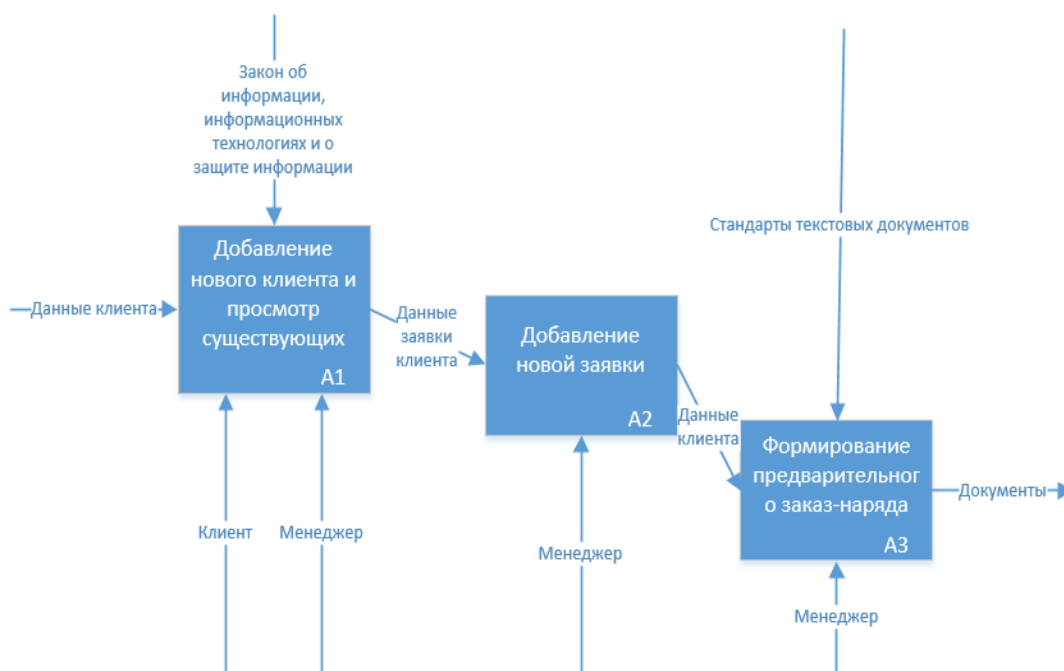 Закон об
информации,
информационных
технологиях и о
защите информации
Стандарты текстовых документов
Добавление
нового клиента и
просмотр
существующих
A1
Данные клиента
Данные
заявки
клиента
Добавление
новой заявки
A2
Данные
клиента
Формирование
предварительног
о заказ-наряда
A3
Документы
Клиент
Менеджер
Менеджер
Менеджер